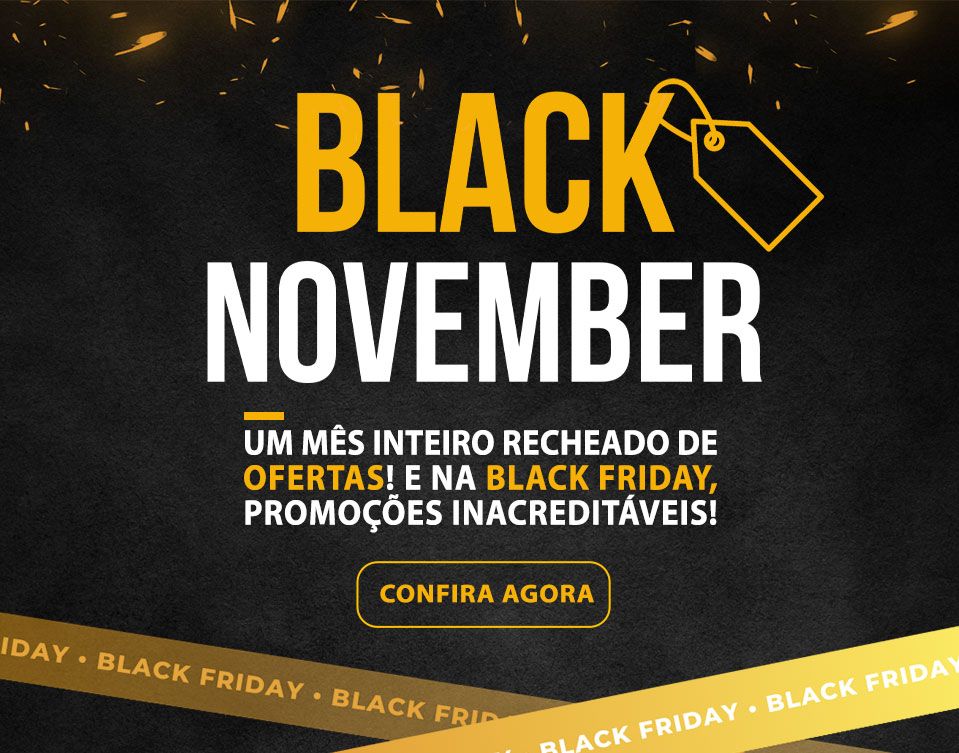 BLACK
NOVEMBER
UM MÊS INTEIRO RECHEADO DE
OFERTAS! E NA BLACK FRIDAY,
PROMOÇÕES INACREDITÁVEIS!
CONFIRA AGORA
IDAY • BLACK FRIDAY • BLACK FRID
• BLACK FRIDAY • BLACK FRIDAY